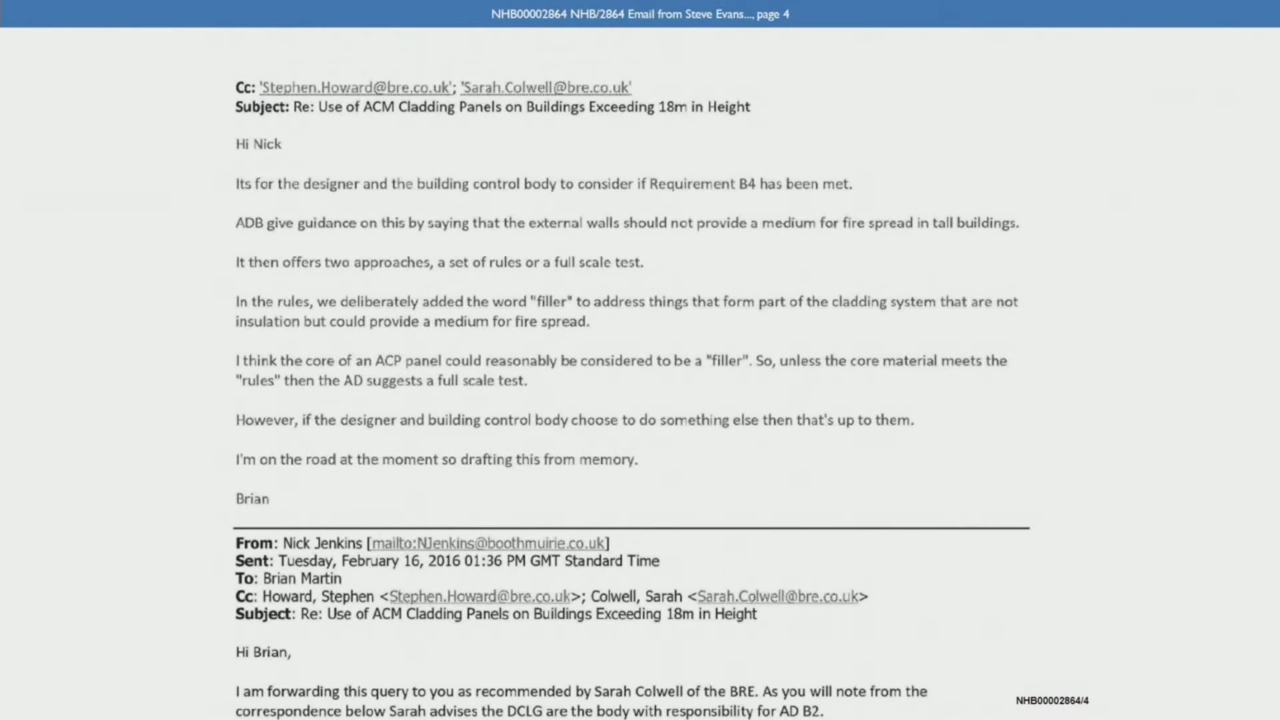 NHB00002864 NHB/2864 Email from Steve Evans..., page 4
Cc: 'Stephen.Howard@bre.co.uk'; 'Sarah.Colwell@bre.co.uk'
Subject: Re: Use of ACM Cladding Panels on Buildings Exceeding 18m in Height
Hi Nick
Its for the designer and the building control body to consider if Requirement B4 has been met.
ADB give guidance on this by saying that the external walls should not provide a medium for fire spread in tall buildings.
It then offers two approaches, a set of rules or a full scale test.
In the rules, we deliberately added the word "filler" to address things that form part of the cladding system that are not
insulation but could provide a medium for fire spread.
I think the core of an ACP panel could reasonably be considered to be a "filler". So, unless the core material meets the
"rules" then the AD suggests a full scale test.
However, if the designer and building control body choose to do something else then that's up to them.
I'm on the road at the moment so drafting this from memory.
Brian
From: Nick Jenkins [mailto:NJenkins@boothmuirie.co.uk]
Sent: Tuesday, February 16, 2016 01:36 PM GMT Standard Time
To: Brian Martin
Cc: Howard, Stephen <Stephen.Howard@bre.co.uk>; Colwell, Sarah <Sarah.Colwell@bre.co.uk>
Subject: Re: Use of ACM Cladding Panels on Buildings Exceeding 18m in Height
Hi Brian,
I am forwarding this query to you as recommended by Sarah Colwell of the BRE. As you will note from the
correspondence below Sarah advises the DCLG are the body with responsibility for AD B2.
NHB00002864/4